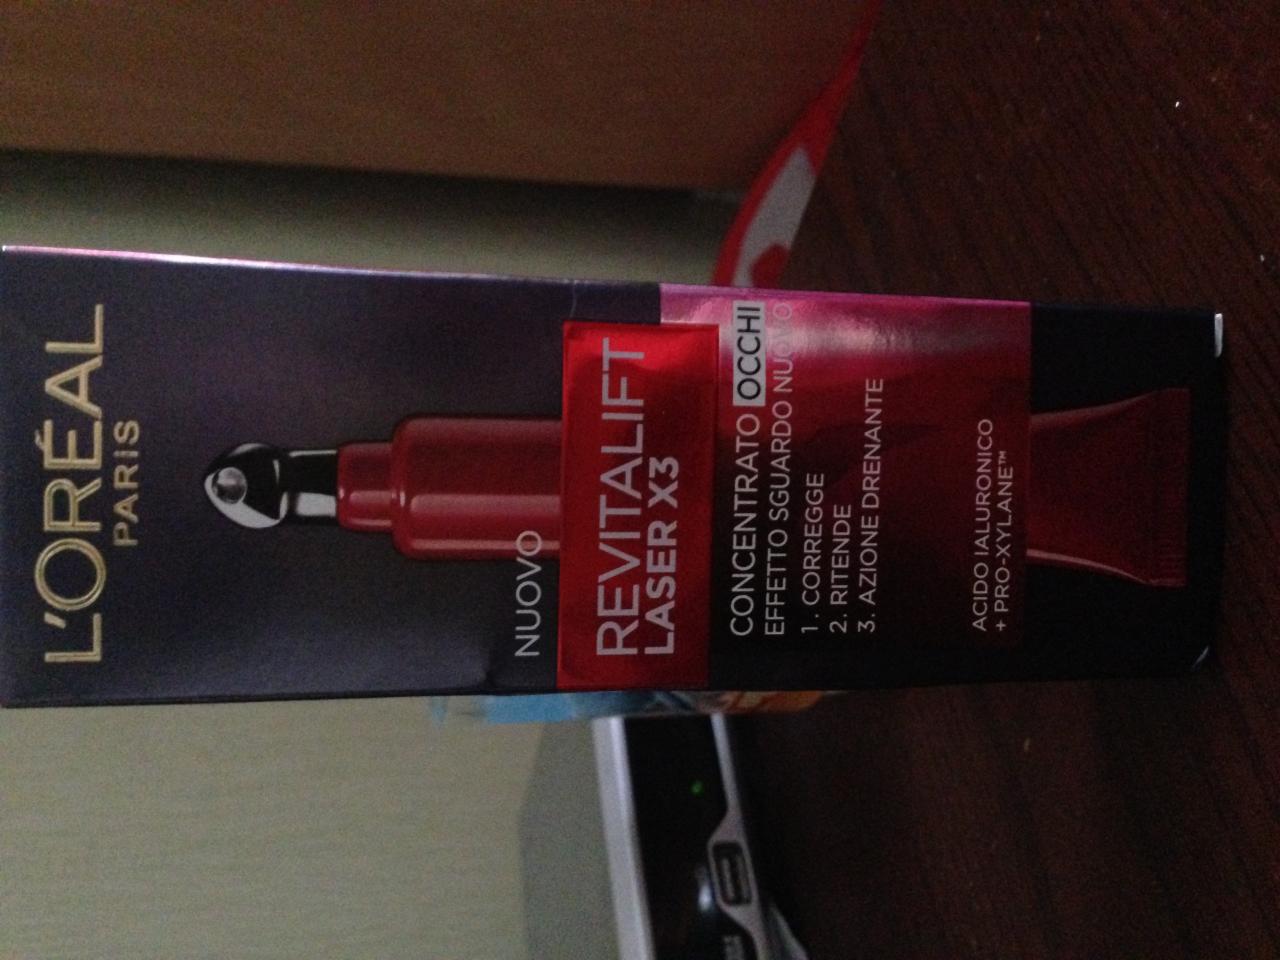 L'ORÉAL
PARIS
NUOVO
REVITALIFT
LASER X3
CONCENTRATO OCCHI
EFFETTO SGUARDO NUOVO
1. CORREGGE
2. RITENDE
3. AZIONE DRENANTE
ACIDO IALURONICO
+ PRO-XYLANE™